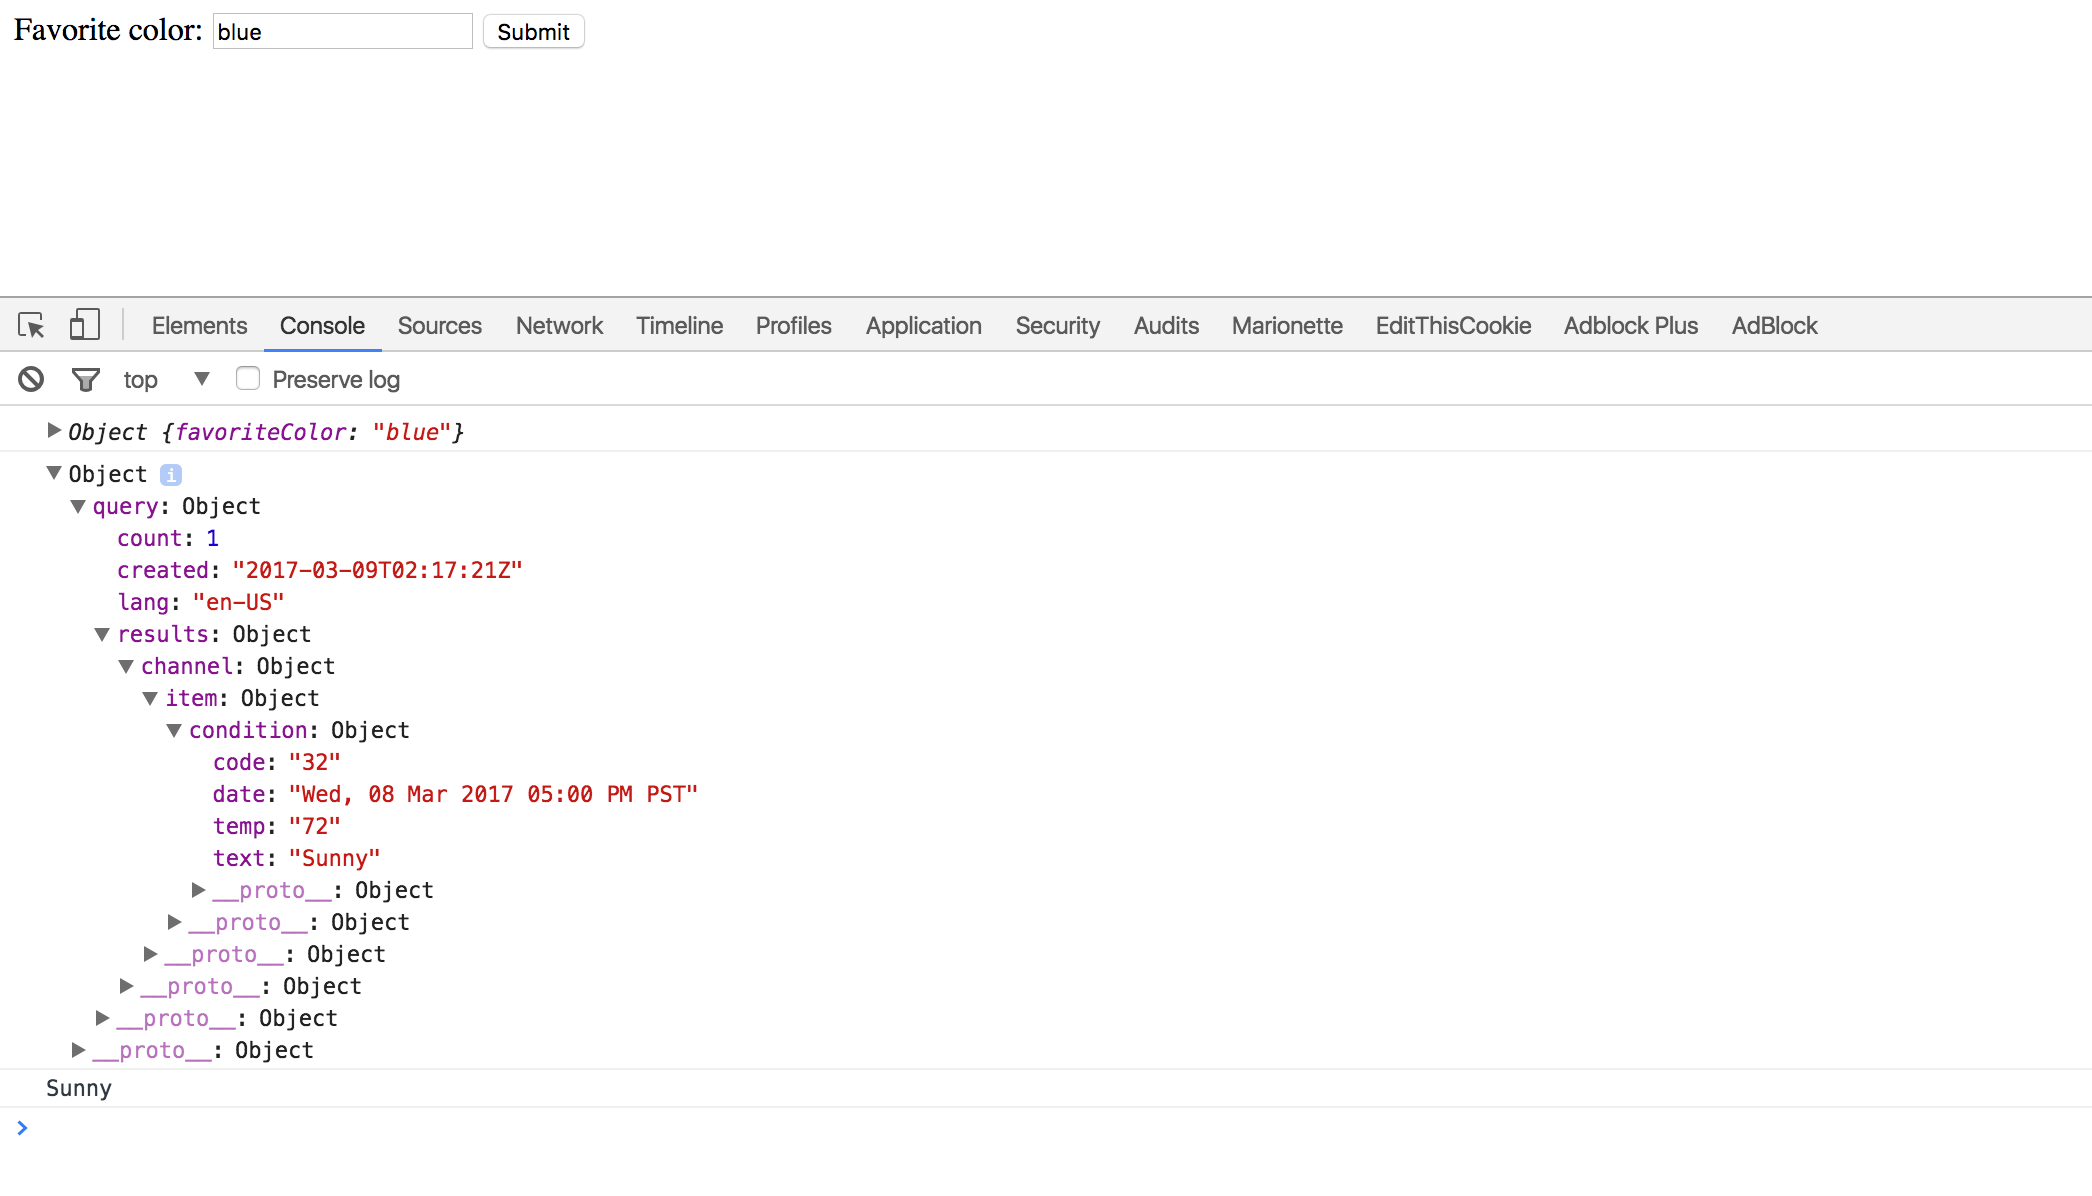 Favorite color: blue Submit
Elements Console Sources Network Timeline Profiles Application Security Audits Marionette EditThisCookie Adblock Plus AdBlock
top Preserve log
Object {favoriteColor: "blue"}
Object i
query: Object
count: 1
created: "2017-03-09T02:17:21Z"
lang: "en-US"
results: Object
channel: Object
item: Object
condition: Object
code: "32"
date: "Wed, 08 Mar 2017 05:00 PM PST"
temp: "72"
text: "Sunny"
__proto__: Object
__proto__: Object
__proto__: Object
__proto__: Object
__proto__: Object
__proto__: Object
Sunny